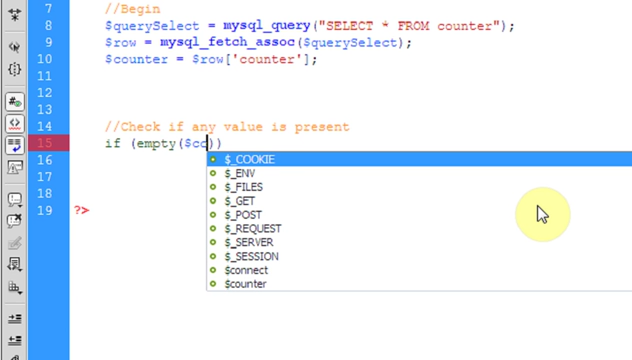 7 //Begin
8 $querySelect = mysql_query("SELECT * FROM counter");
9 $row = mysql_fetch_assoc($querySelect);
10 $counter = $row['counter'];
11
12
13
14 //Check if any value is present
15 if (empty($cc))
16
17
18
19 ?>
$_COOKIE
$_ENV
$_FILES
$_GET
$_POST
$_REQUEST
$_SERVER
$_SESSION
$connect
$counter